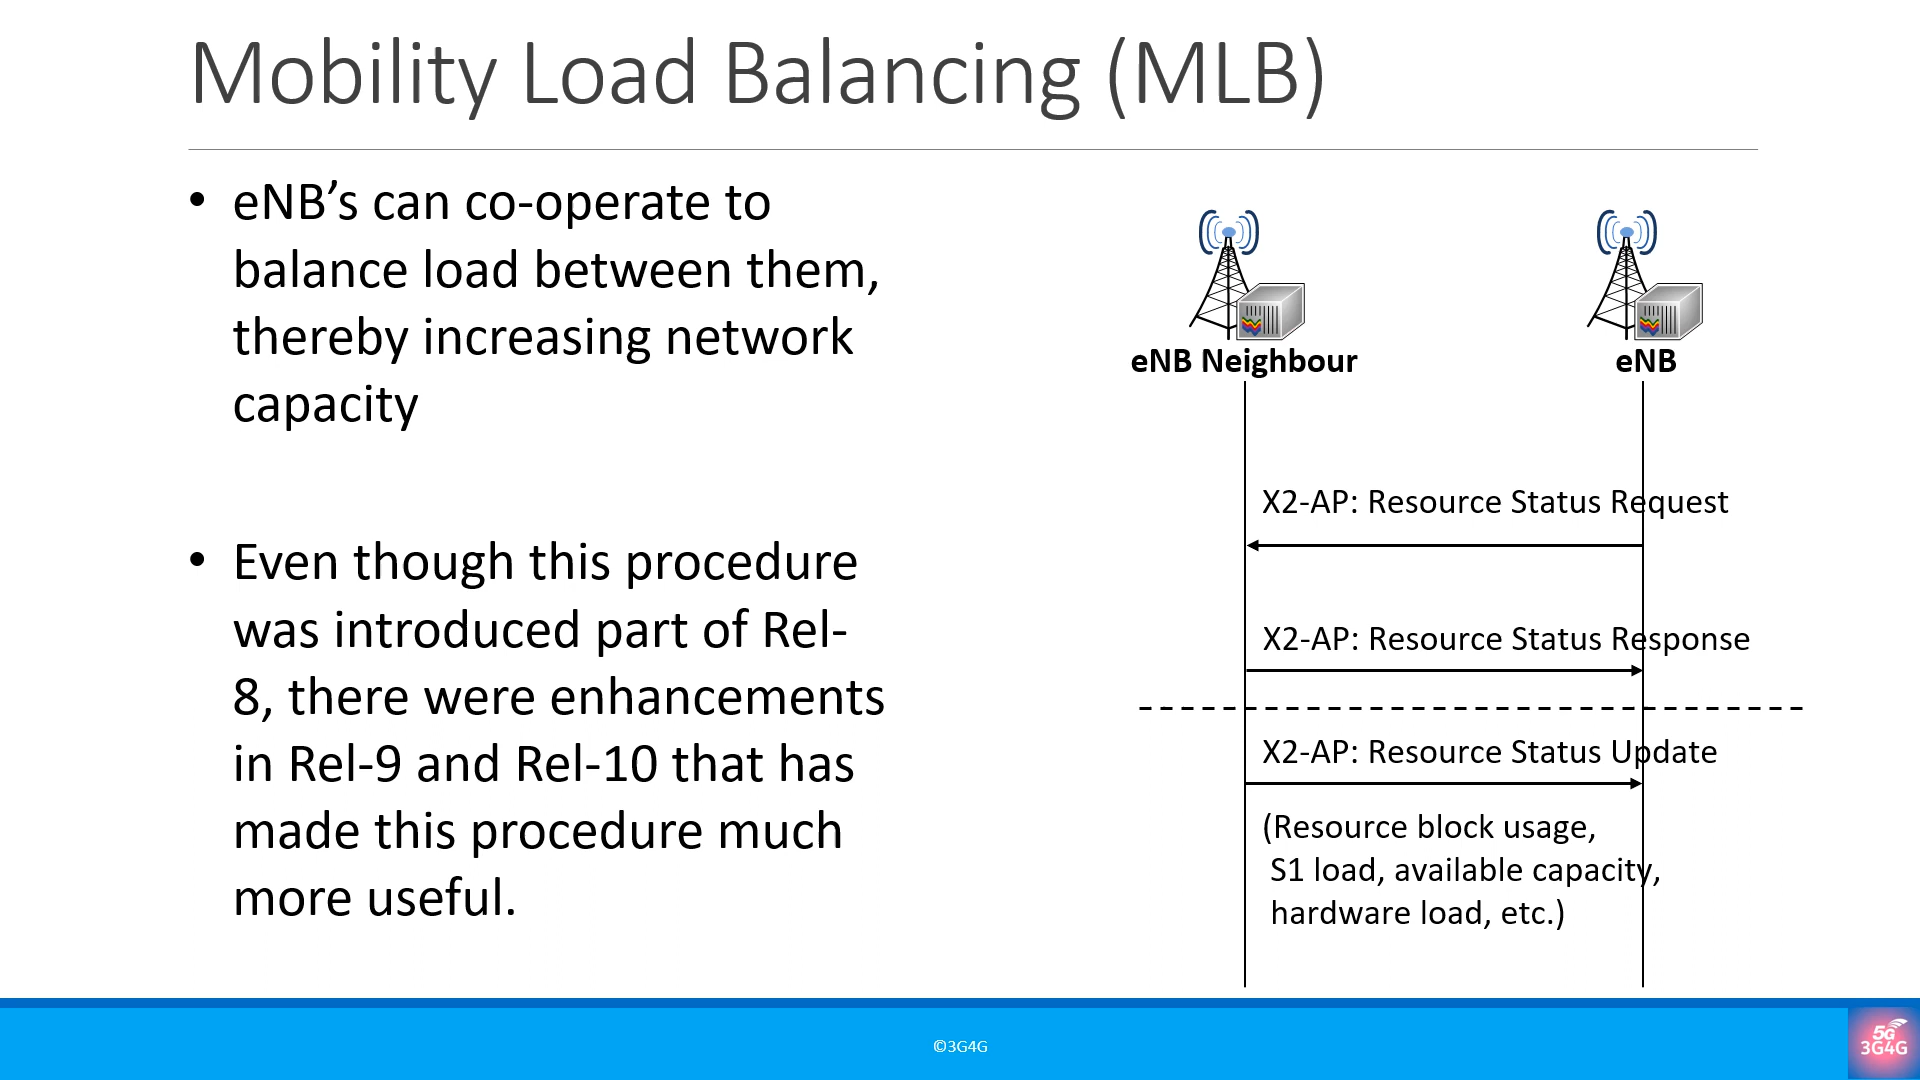 Mobility Load Balancing (MLB)
• eNB’s can co-operate to
balance load between them,
thereby increasing network
capacity
• Even though this procedure
was introduced part of Rel-
8, there were enhancements
in Rel-9 and Rel-10 that has
made this procedure much
more useful.
eNB Neighbour
eNB
X2-AP: Resource Status Request
X2-AP: Resource Status Response
X2-AP: Resource Status Update
(Resource block usage,
S1 load, available capacity,
hardware load, etc.)
©3G4G
5G
3G4G